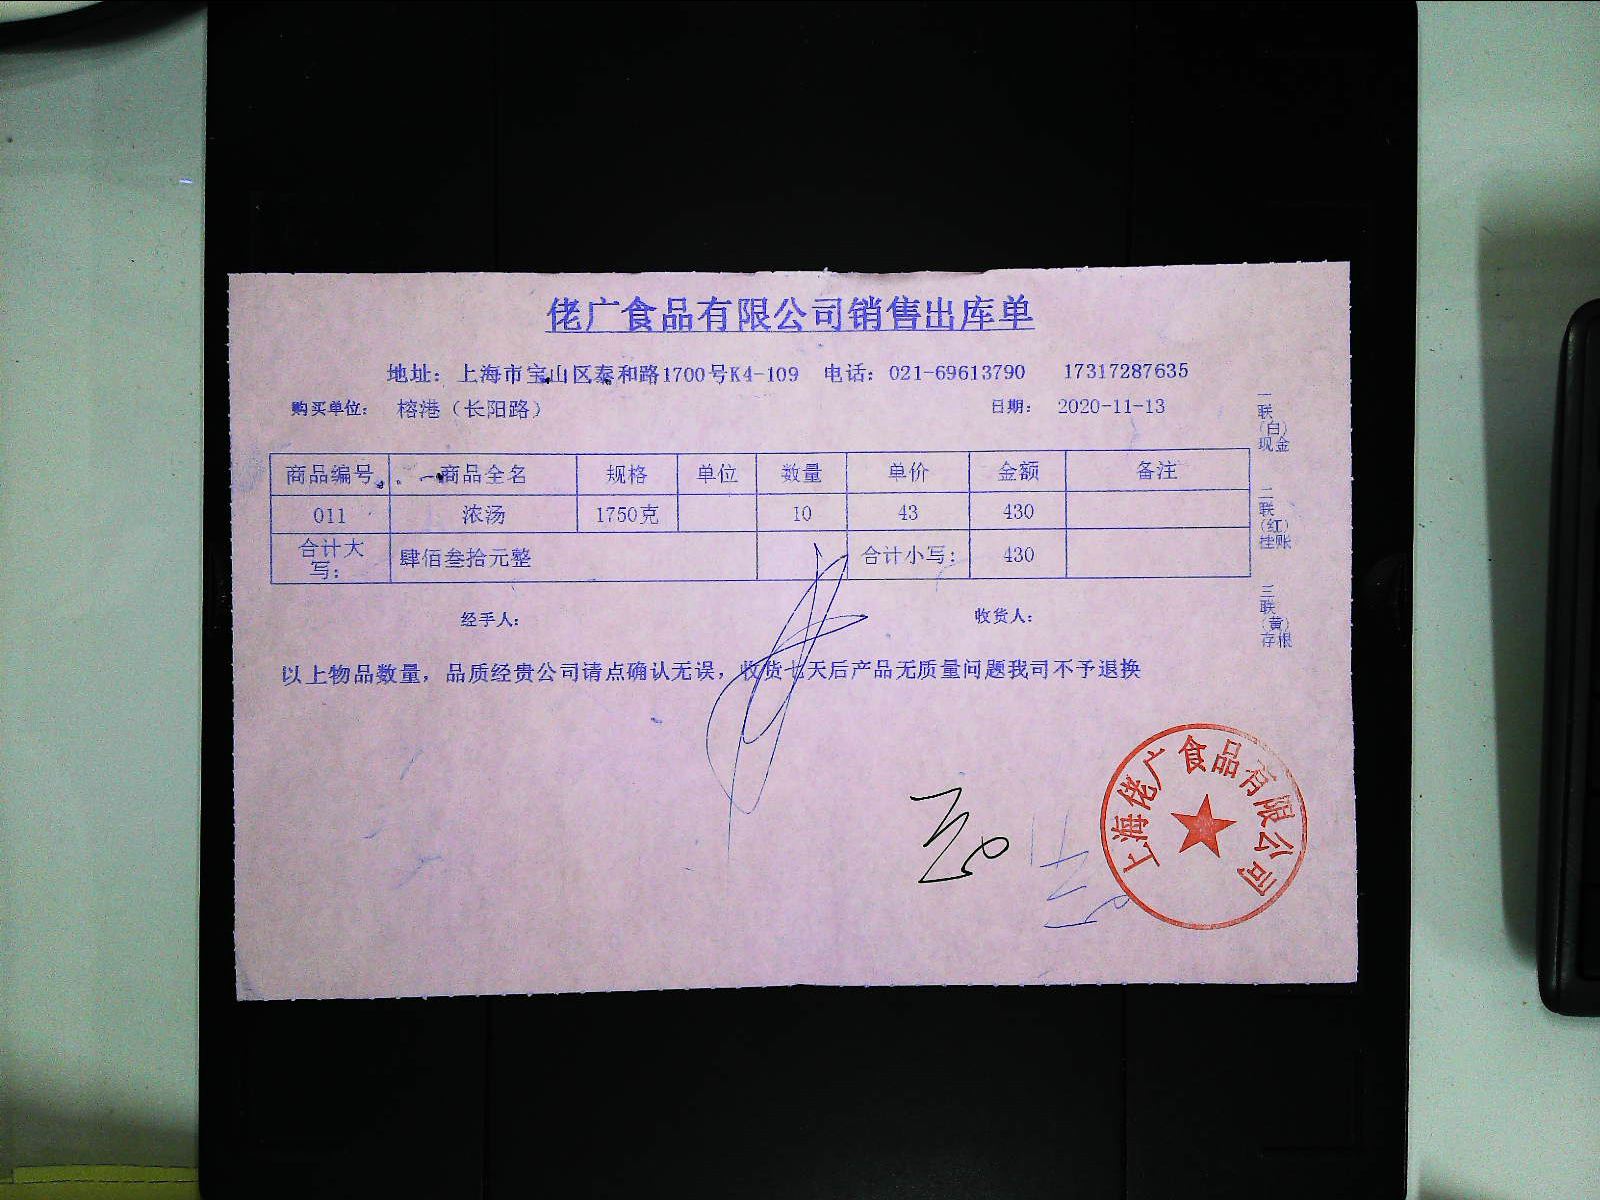 佬广食品有限公司销售出库单
地址：上海市宝山区泰和路1700号K4-109 电话：021-69613790 17317287635
购买单位： 榕港（长阳路） 日期： 2020-11-13
商品编号 商品全名 规格 单位 数量 单价 金额 备注
011 浓汤 1750克 10 43 430
合计大写： 肆佰叁拾元整 合计小写： 430
经手人： 收货人：
以上物品数量，品质经贵公司请点确认无误，收货七天后产品无质量问题我司不予退换
一联（白）现金
二联（红）挂账
三联（黄）存根
上海佬广食品有限公司